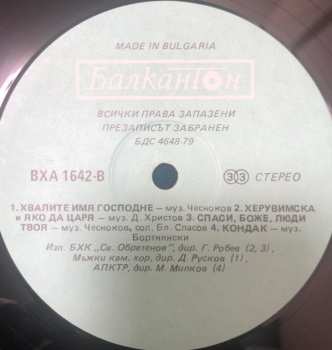 MADE IN BULGARIA
Балкантон
ВСИЧКИ ПРАВА ЗАПАЗЕНИ
ПРЕЗАПИСЪТ ЗАБРАНЕН
БДС 4648-79
ВХА 1642-В
33 СТЕРЕО
1. ХВАЛИТЕ ИМЯ ГОСПОДНЕ – муз. Чесноков 2. ХЕРУВИМСКА
и ЯКО ДА ЦАРЯ – муз. Д. Христов 3. СПАСИ, БОЖЕ, ЛЮДИ
ТВОЯ – муз. Чесноков, сол. Бл. Спасов 4. КОНДАК – муз.
Бортнянски
Изп. БХК „Св. Обретенов" дир. Г. Робев (2, 3),
Мъжки кам. хор, дир. Д. Русков (1),
АПКТР, дир. М. Милков (4)